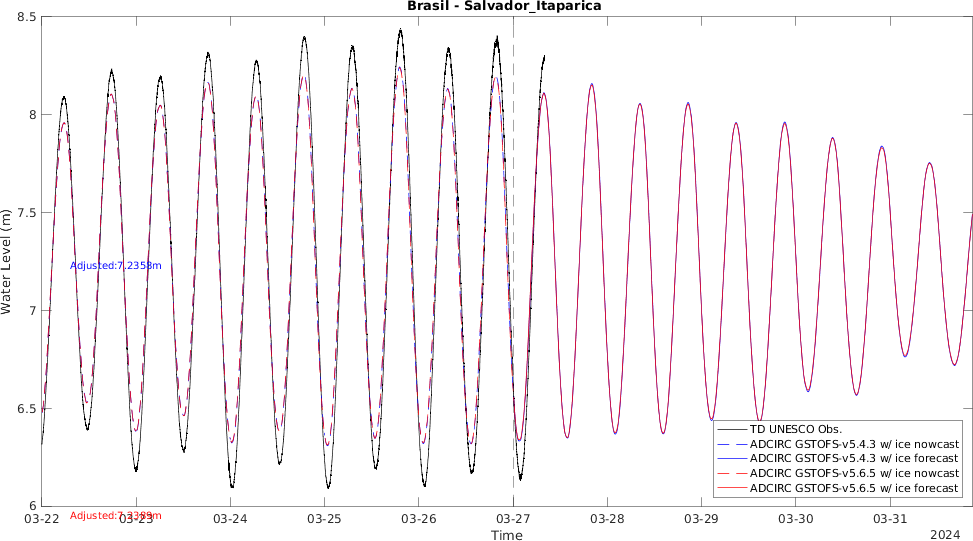 Brasil - Salvador_Itaparica
8.5
8
7.5
7
6.5
6
Water Level (m)
Adjusted:7.2358m
Adjusted:7.2389m
TD UNESCO Obs.
ADCIRC GSTOFS-v5.4.3 w/ ice nowcast
ADCIRC GSTOFS-v5.4.3 w/ ice forecast
ADCIRC GSTOFS-v5.6.5 w/ ice nowcast
ADCIRC GSTOFS-v5.6.5 w/ ice forecast
03-22 03-23 03-24 03-25 03-26 03-27 03-28 03-29 03-30 03-31
Time
2024